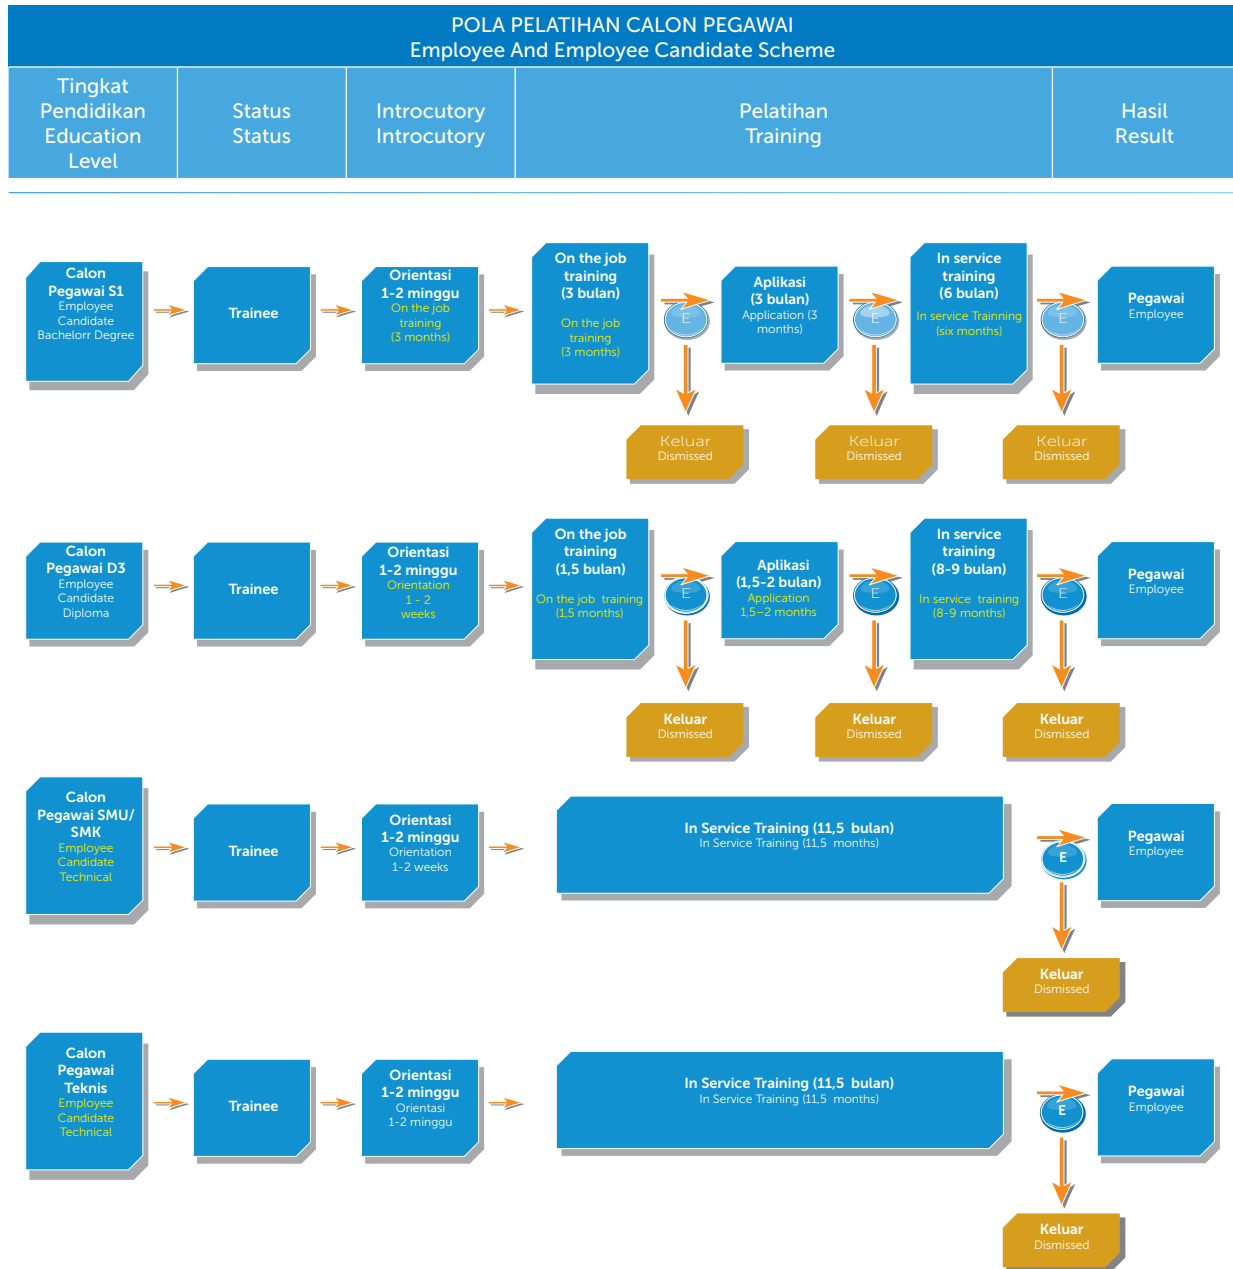 POLA PELATIHAN CALON PEGAWAI
Employee And Employee Candidate Scheme
Tingkat
Pendidikan
Education
Level
Status
Status
Introcutory
Introcutory
Pelatihan
Training
Hasil
Result
Calon
Pegawai S1
Employee
Candidate
Bachelorr Degree
Trainee
Orientasi
1-2 minggu
On the job
training
(3 months)
On the job
training
(3 bulan)
On the job
training
(3 months)
E
Aplikasi
(3 bulan)
Application (3
months)
E
In service
training
(6 bulan)
In service Trainning
(six months)
E
Pegawai
Employee
Keluar
Dismissed
Keluar
Dismissed
Keluar
Dismissed
Calon
Pegawai D3
Employee
Candidate
Diploma
Trainee
Orientasi
1-2 minggu
Orientation
1 - 2
weeks
On the job
training
(1,5 bulan)
On the job training
(1,5 months)
E
Aplikasi
(1,5-2 bulan)
Application
1,5–2 months
E
In service
training
(8-9 bulan)
In service training
(8-9 months)
E
Pegawai
Employee
Keluar
Dismissed
Keluar
Dismissed
Keluar
Dismissed
Calon
Pegawai SMU/
SMK
Employee
Candidate
Technical
Trainee
Orientasi
1-2 minggu
Orientation
1-2 weeks
In Service Training (11,5 bulan)
In Service Training (11,5 months)
E
Pegawai
Employee
Keluar
Dismissed
Calon
Pegawai
Teknis
Employee
Candidate
Technical
Trainee
Orientasi
1-2 minggu
Orientasi
1-2 minggu
In Service Training (11,5 bulan)
In Service Training (11,5 months)
E
Pegawai
Employee
Keluar
Dismissed